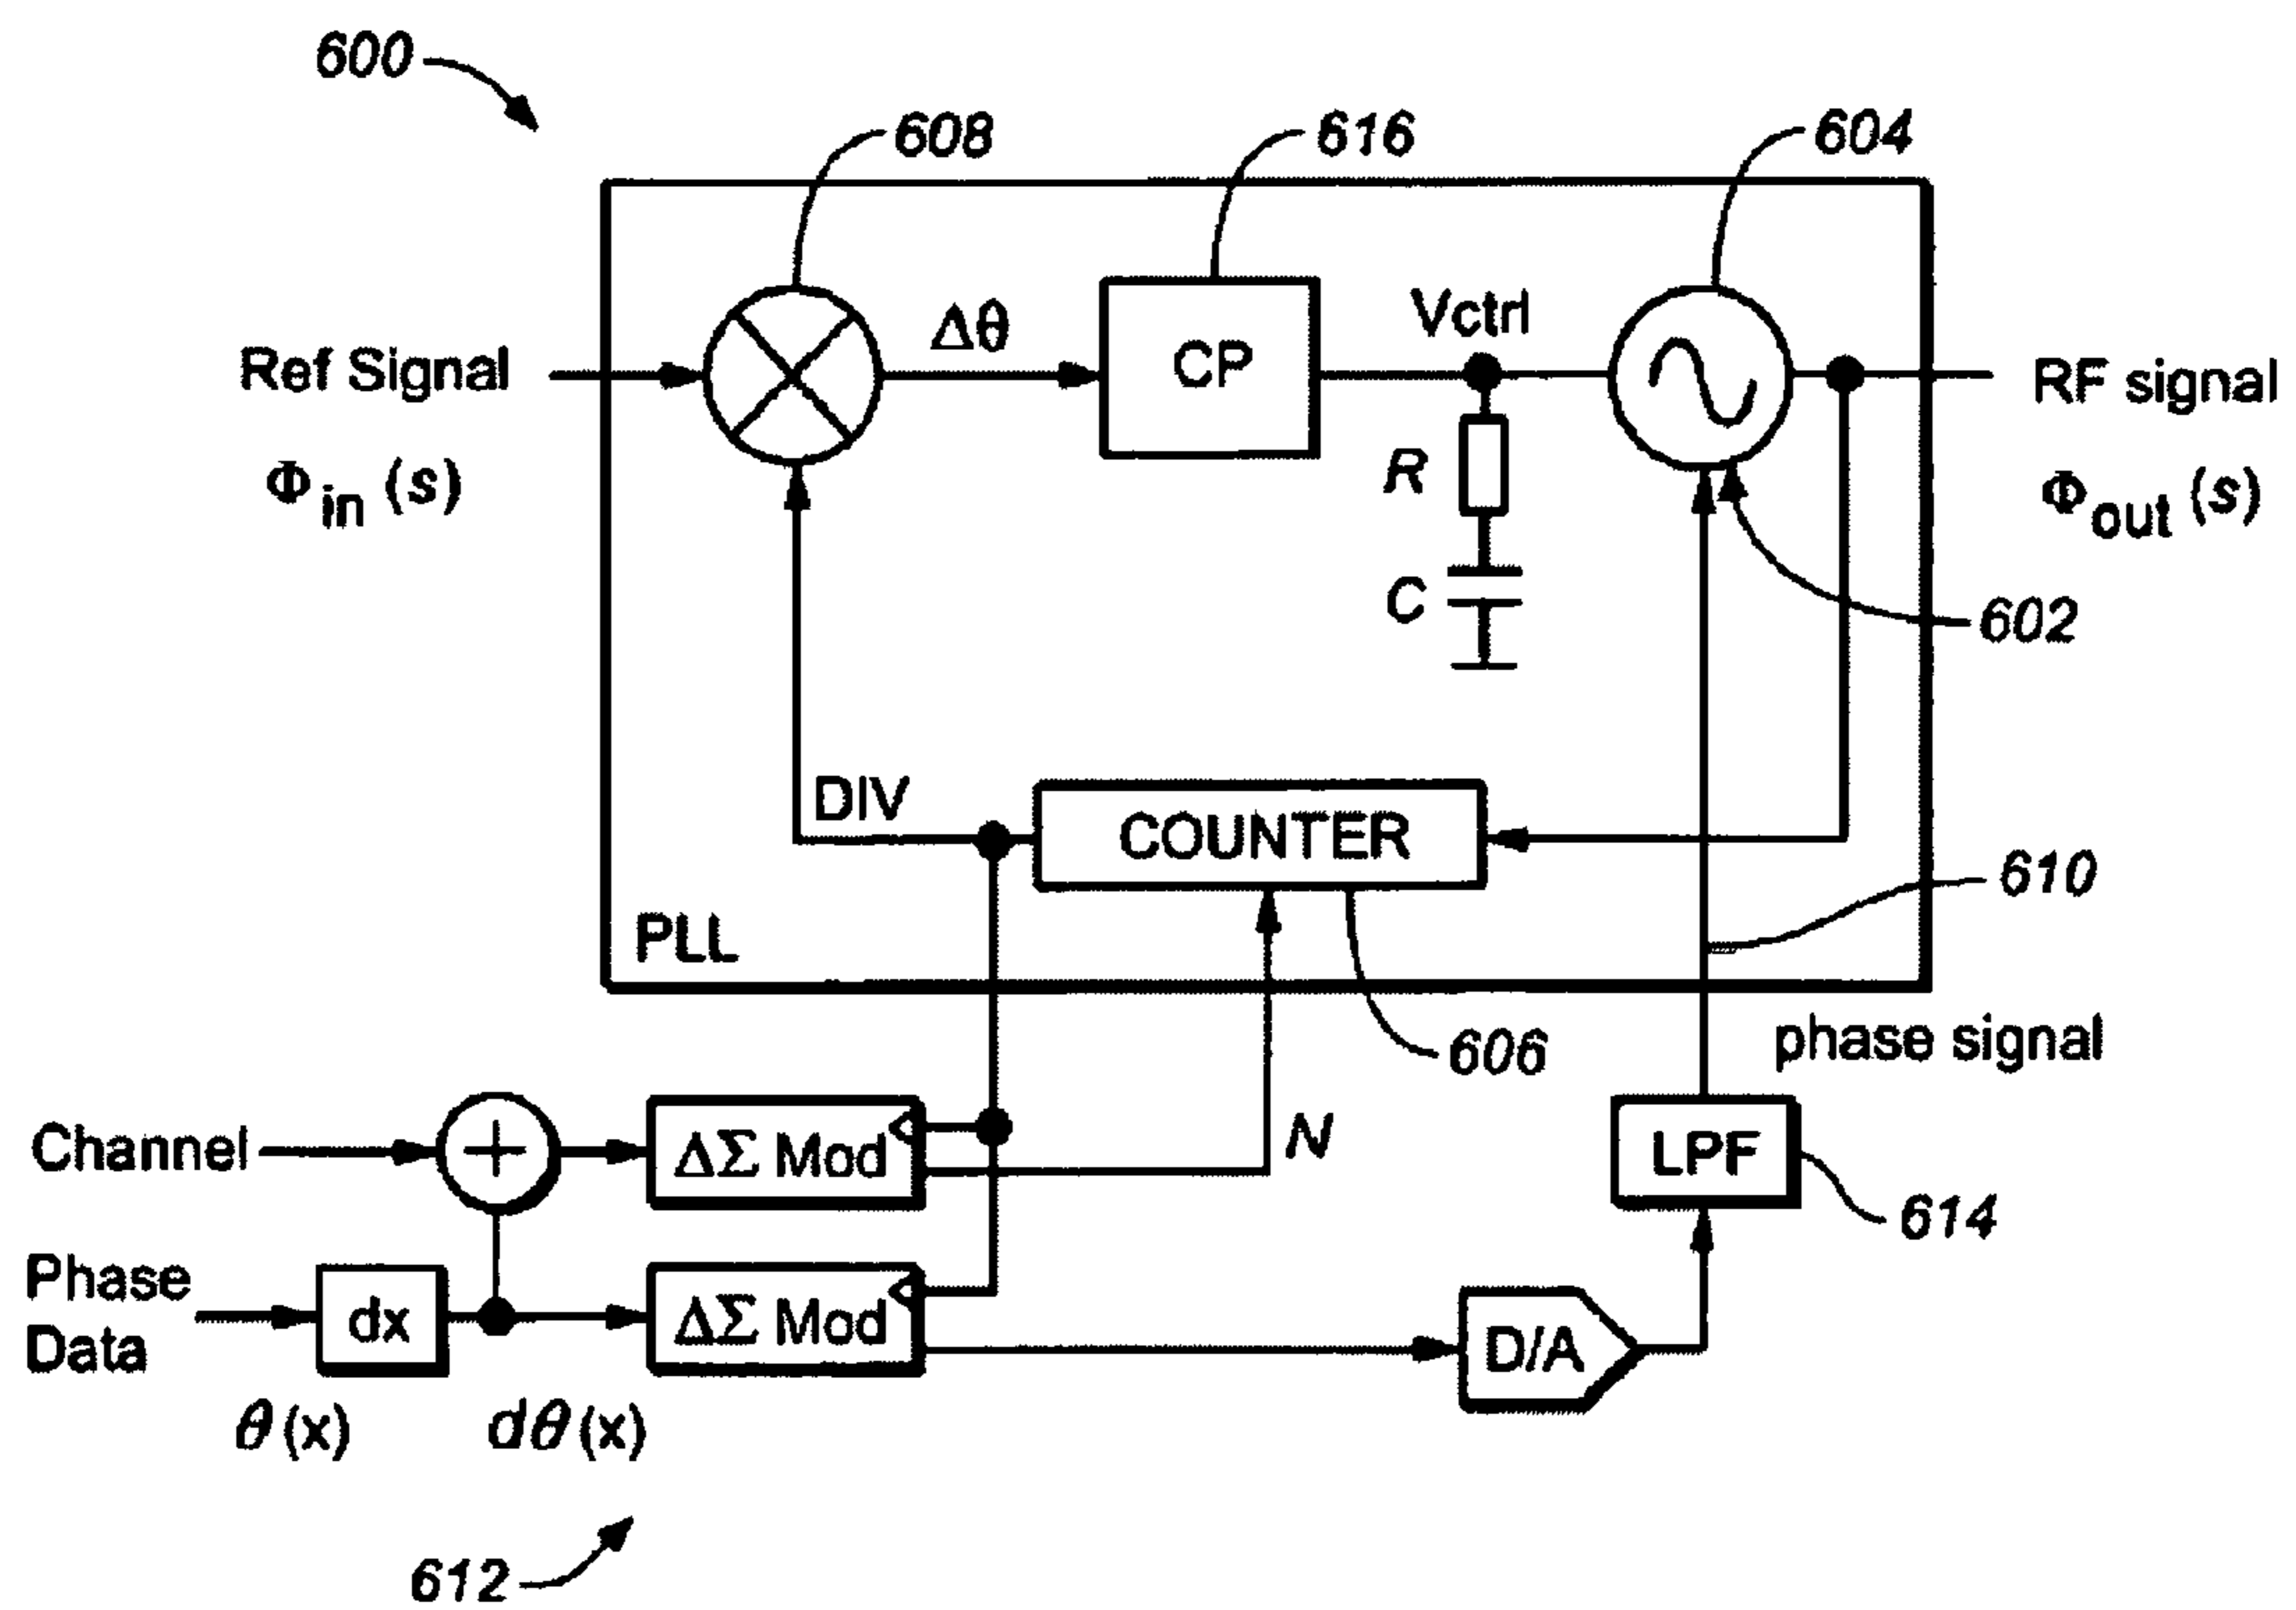 600
608
616
604
Ref Signal
Φin (s)
Δθ
CP
Vctrl
R
C
RF signal
Φout (s)
602
DIV
COUNTER
610
PLL
606
phase signal
Channel
+
ΔΣ Mod
N
LPF
614
Phase
Data
dx
ΔΣ Mod
D/A
θ(x)
dθ(x)
612